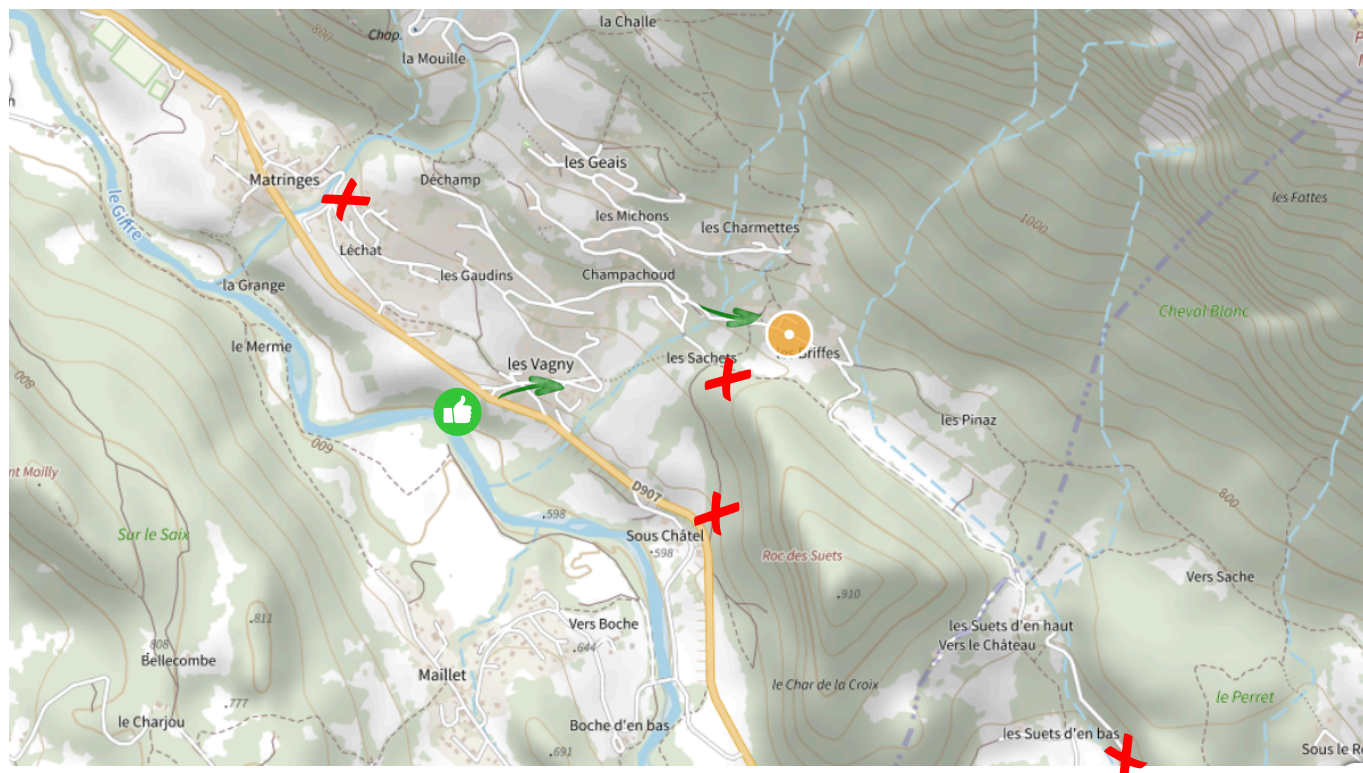 la Challe
800
Chap.
la Mouille
les Geais
Matringes
Déchamp
les Fattes
le Giffre
les Michons
les Charmettes
1000
Léchat
les Gaudins
Champachoud
la Grange
Cheval Blanc
le Merme
les Vagny
les Sachets
les Briffes
800
les Pinaz
600
nt Mailly
D907
800
.598
Sur le Saix
Sous Châtel
.598
Roc des Suets
Vers Sache
.910
.811
Vers Boche
les Suets d'en haut
808
.644
Vers le Château
Bellecombe
Maillet
le Char de la Croix
le Perret
.777
le Charjou
Boche d'en bas
les Suets d'en bas
.691
Sous le Ro